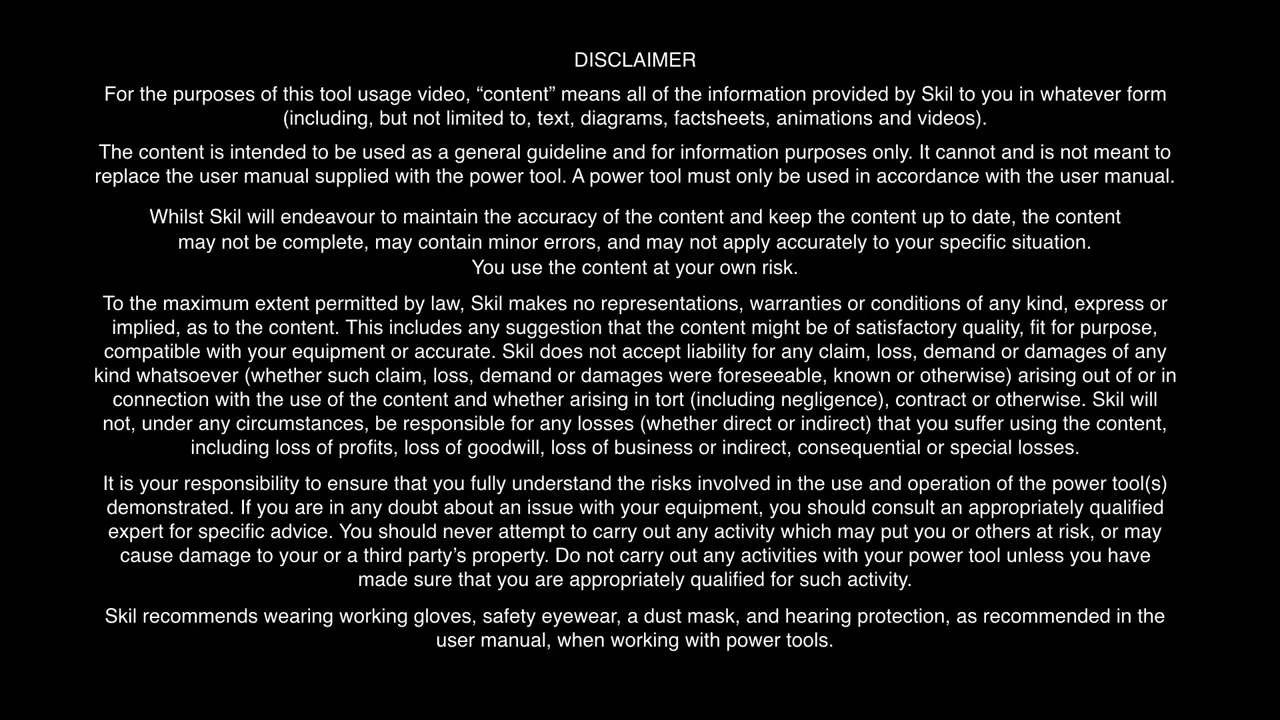 DISCLAIMER
For the purposes of this tool usage video, “content” means all of the information provided by Skil to you in whatever form
(including, but not limited to, text, diagrams, factsheets, animations and videos).
The content is intended to be used as a general guideline and for information purposes only. It cannot and is not meant to
replace the user manual supplied with the power tool. A power tool must only be used in accordance with the user manual.
Whilst Skil will endeavour to maintain the accuracy of the content and keep the content up to date, the content
may not be complete, may contain minor errors, and may not apply accurately to your specific situation.
You use the content at your own risk.
To the maximum extent permitted by law, Skil makes no representations, warranties or conditions of any kind, express or
implied, as to the content. This includes any suggestion that the content might be of satisfactory quality, fit for purpose,
compatible with your equipment or accurate. Skil does not accept liability for any claim, loss, demand or damages of any
kind whatsoever (whether such claim, loss, demand or damages were foreseeable, known or otherwise) arising out of or in
connection with the use of the content and whether arising in tort (including negligence), contract or otherwise. Skil will
not, under any circumstances, be responsible for any losses (whether direct or indirect) that you suffer using the content,
including loss of profits, loss of goodwill, loss of business or indirect, consequential or special losses.
It is your responsibility to ensure that you fully understand the risks involved in the use and operation of the power tool(s)
demonstrated. If you are in any doubt about an issue with your equipment, you should consult an appropriately qualified
expert for specific advice. You should never attempt to carry out any activity which may put you or others at risk, or may
cause damage to your or a third party’s property. Do not carry out any activities with your power tool unless you have
made sure that you are appropriately qualified for such activity.
Skil recommends wearing working gloves, safety eyewear, a dust mask, and hearing protection, as recommended in the
user manual, when working with power tools.